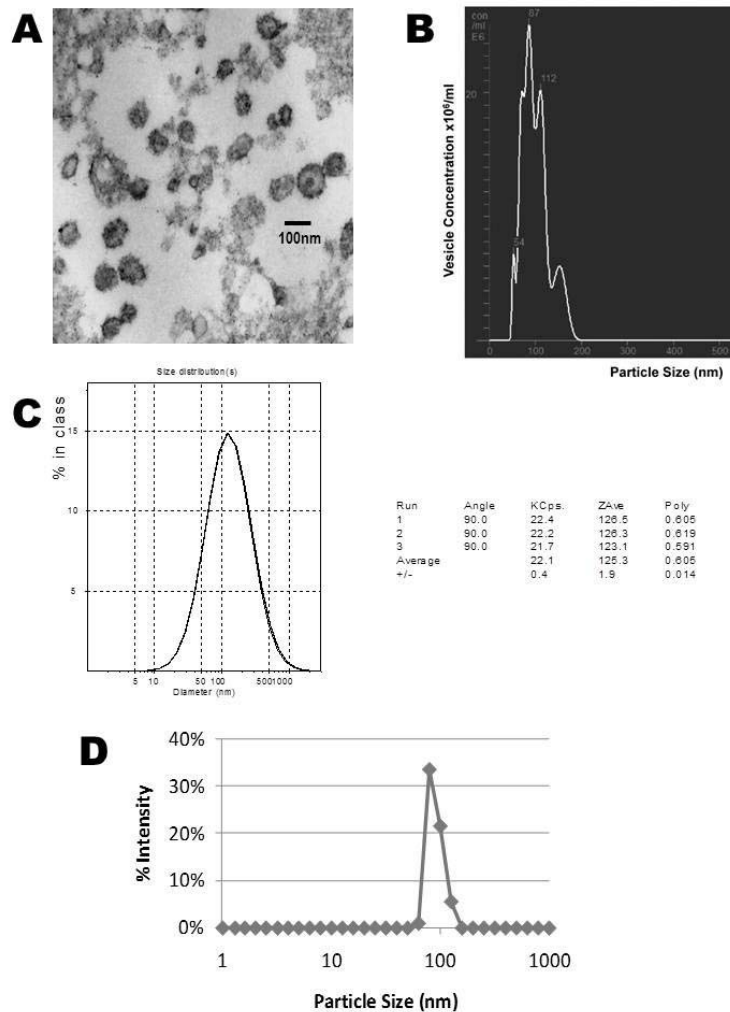 A
100nm
B
con
/ml
E6
87
112
20
54
Vesicle Concentration x10⁶/ml
0 100 200 300 400 500
Particle Size (nm)
C
Size distribution(s)
% in class
15
10
5
5 10 50 100 5001000
Diameter (nm)
Run Angle KCps. ZAve Poly
1 90.0 22.4 126.5 0.605
2 90.0 22.2 126.3 0.619
3 90.0 21.7 123.1 0.591
Average 22.1 125.3 0.605
+/- 0.4 1.9 0.014
D
40%
30%
20%
10%
0%
% Intensity
1 10 100 1000
Particle Size (nm)